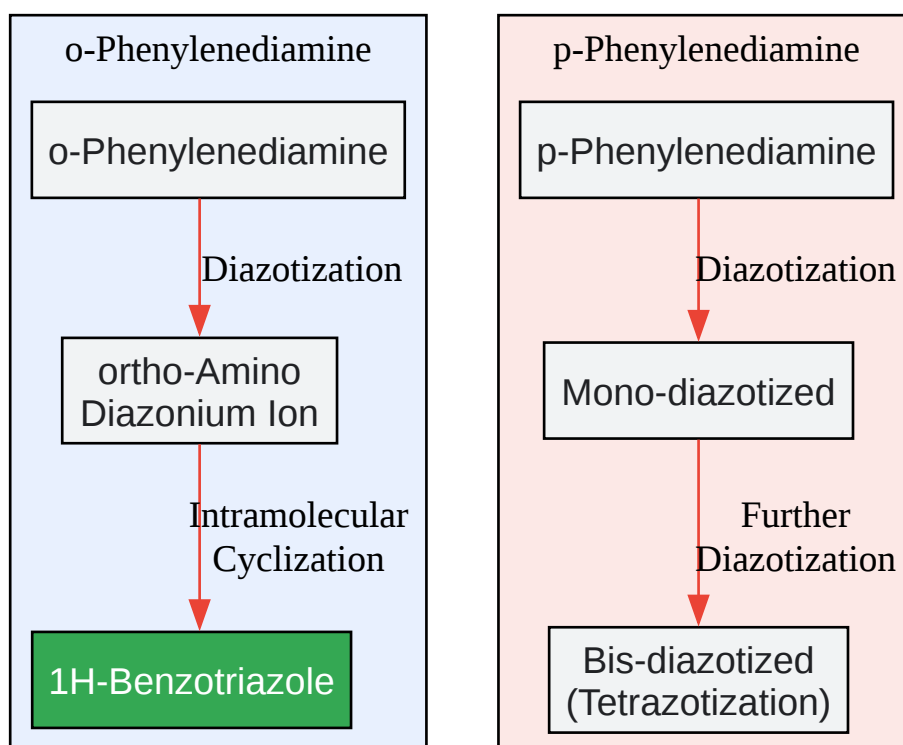 o-Phenylenediamine
o-Phenylenediamine
Diazotization
ortho-Amino
Diazonium Ion
Intramolecular
Cyclization
1H-Benzotriazole
p-Phenylenediamine
p-Phenylenediamine
Diazotization
Mono-diazotized
Further
Diazotization
Bis-diazotized
(Tetrazotization)